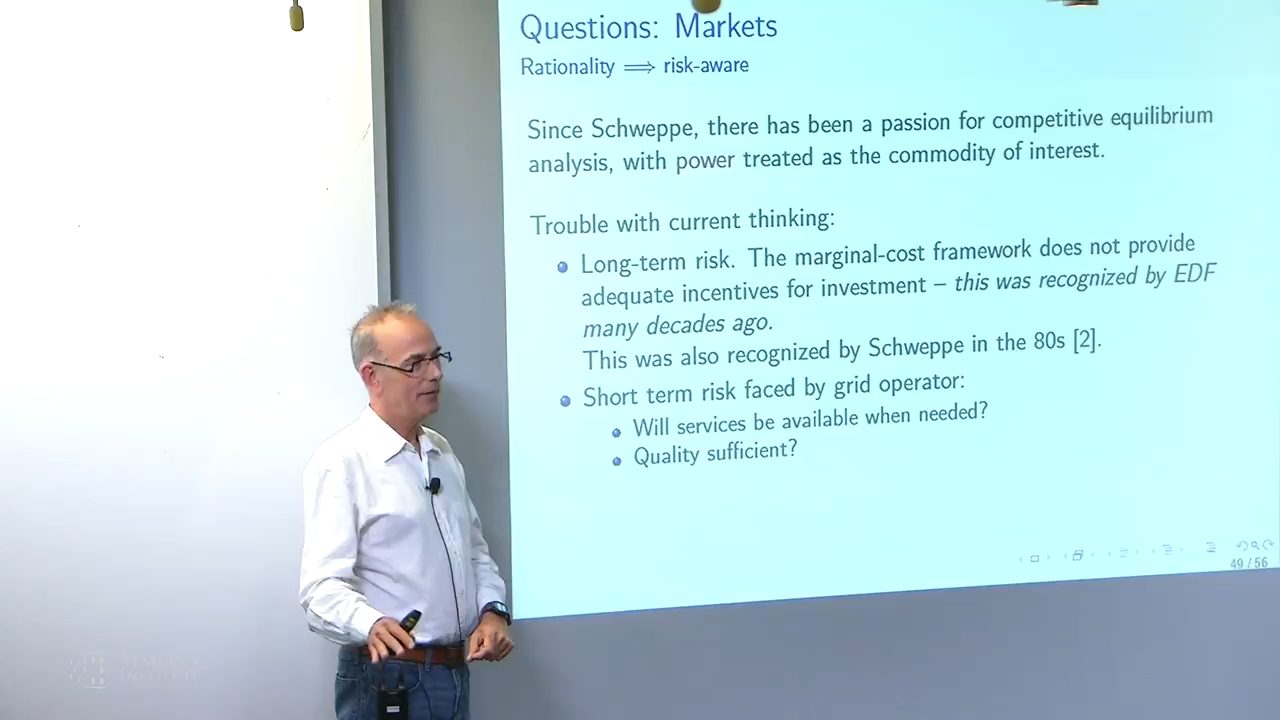 Questions: Markets
Rationality ⟹ risk-aware
Since Schweppe, there has been a passion for competitive equilibrium
analysis, with power treated as the commodity of interest.
Trouble with current thinking:
Long-term risk. The marginal-cost framework does not provide
adequate incentives for investment – this was recognized by EDF
many decades ago.
This was also recognized by Schweppe in the 80s [2].
Short term risk faced by grid operator:
Will services be available when needed?
Quality sufficient?
49 / 56
SIMONS
INSTITUTE